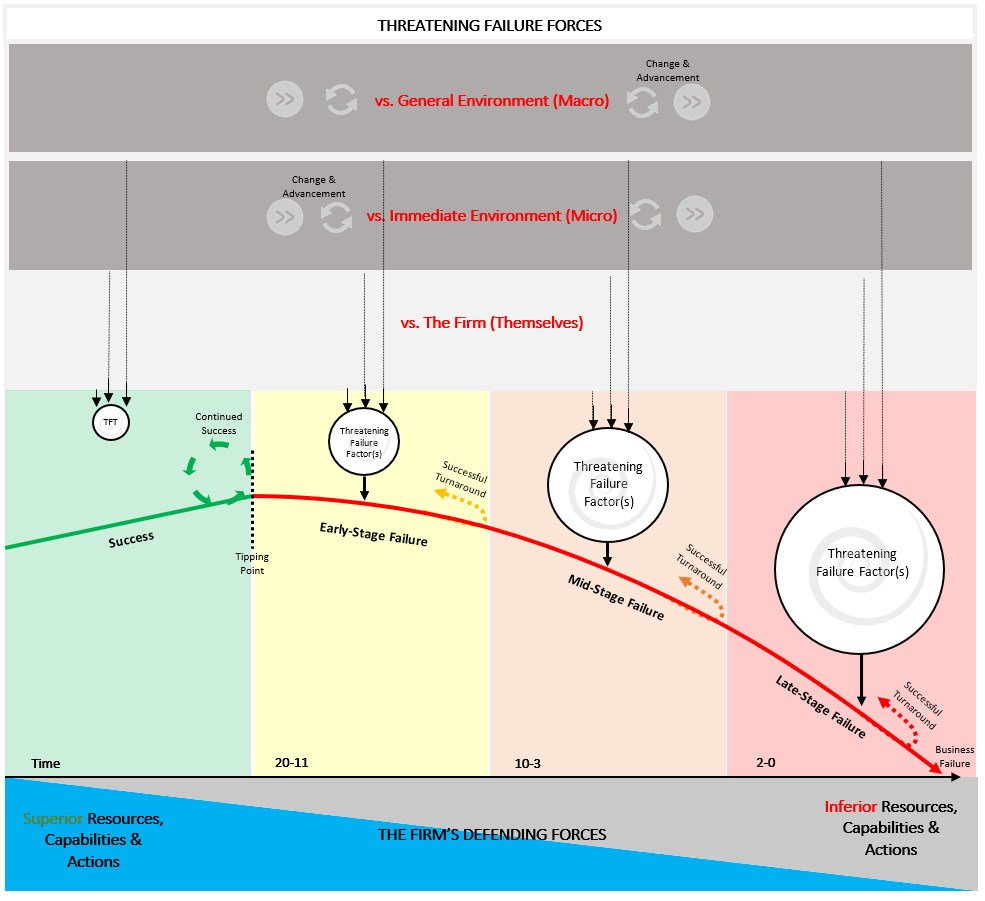 THREATENING FAILURE FORCES
Change &
Advancement
vs. General Environment (Macro)
Change &
Advancement
vs. Immediate Environment (Micro)
vs. The Firm (Themselves)
TFT
Continued
Success
Success
Tipping
Point
Threatening
Failure
Factor(s)
Successful
Turnaround
Early-Stage Failure
Threatening
Failure
Factor(s)
Successful
Turnaround
Mid-Stage Failure
Threatening
Failure Factor(s)
Successful
Turnaround
Late-Stage Failure
Business
Failure
Time
20-11
10-3
2-0
Superior Resources,
Capabilities &
Actions
THE FIRM'S DEFENDING FORCES
Inferior Resources,
Capabilities &
Actions